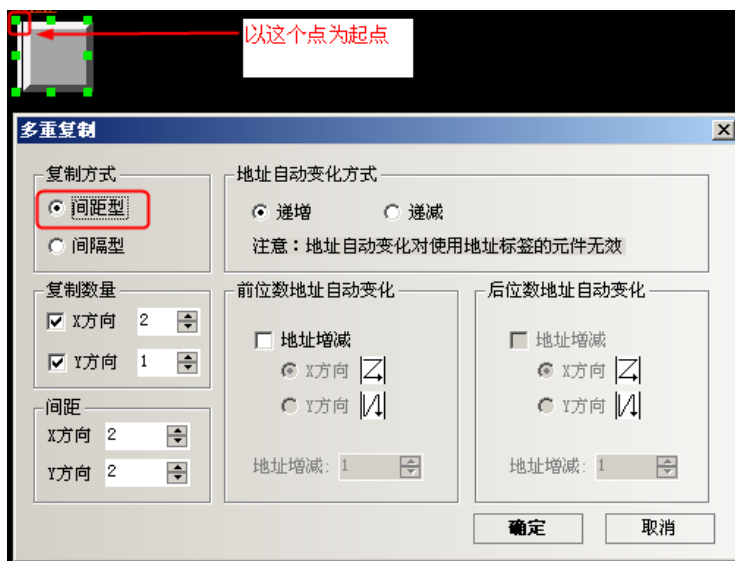 以这个点为起点
多重复制
复制方式
间距型
间隔型
地址自动变化方式
递增 递减
注意：地址自动变化对使用地址标签的元件无效
复制数量
X方向 2
Y方向 1
间距
X方向 2
Y方向 2
前位数地址自动变化
地址增减
X方向
Y方向
地址增减: 1
后位数地址自动变化
地址增减
X方向
Y方向
地址增减: 1
确定 取消